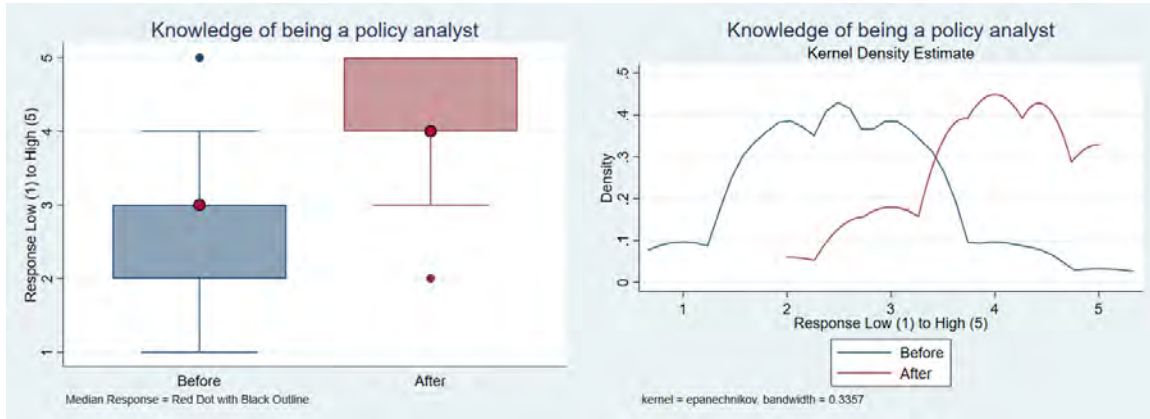 Knowledge of being a policy analyst
Response Low (1) to High (5)
5
4
3
2
1
Before
After
Median Response = Red Dot with Black Outline
Knowledge of being a policy analyst
Kernel Density Estimate
Density
.5
.4
.3
.2
.1
0
1
2
3
4
5
Response Low (1) to High (5)
Before
After
kernel = epanechnikov, bandwidth = 0.3357